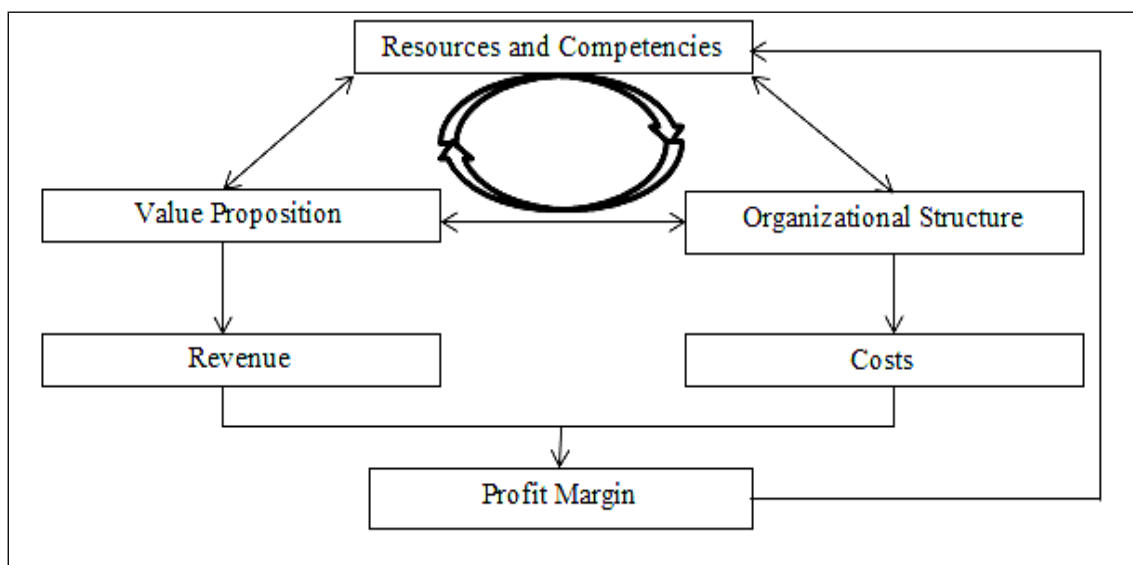 Resources and Competencies
Value Proposition
Organizational Structure
Revenue
Costs
Profit Margin